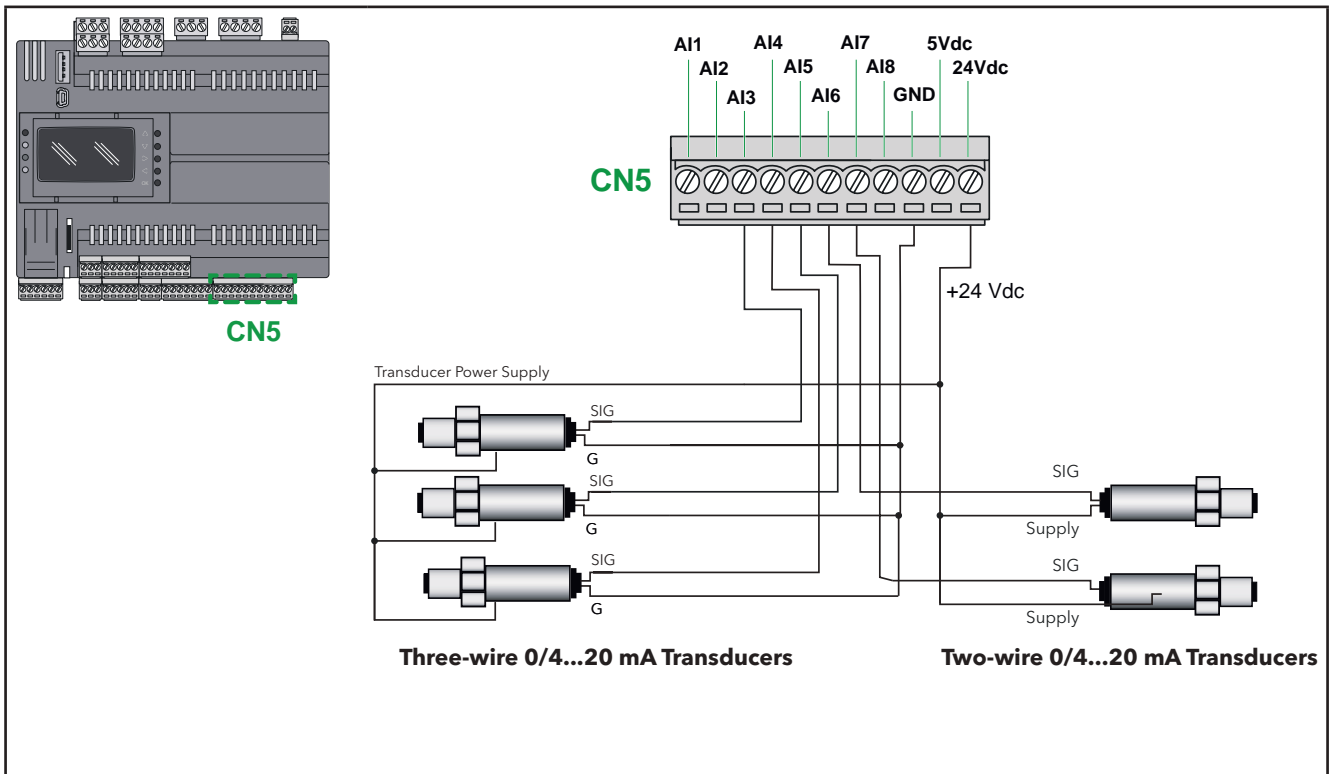 AI1
AI4
AI7
5Vdc
AI2
AI5
AI8
24Vdc
AI3
AI6
GND
CN5
+24 Vdc
CN5
Transducer Power Supply
SIG
G
SIG
G
SIG
G
SIG
Supply
SIG
Supply
Three-wire 0/4...20 mA Transducers
Two-wire 0/4...20 mA Transducers